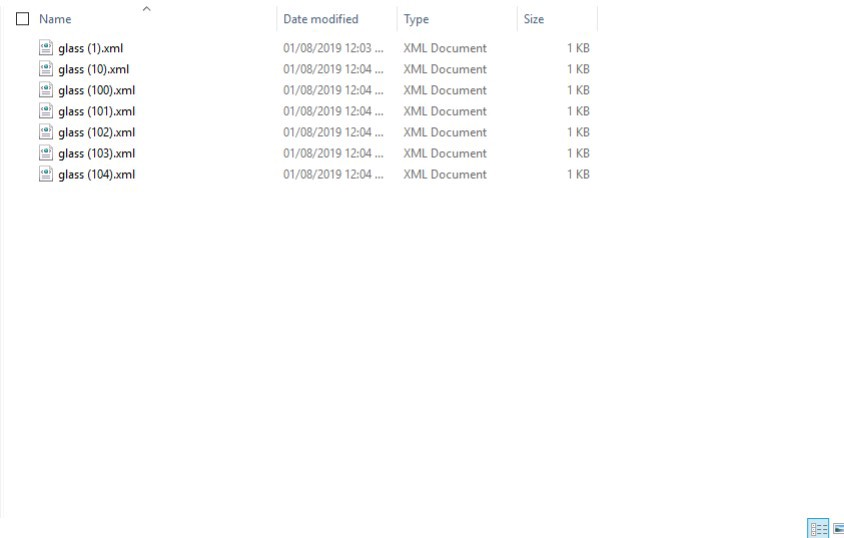 Name Date modified Type Size
glass (1).xml 01/08/2019 12:03 ... XML Document 1 KB
glass (10).xml 01/08/2019 12:04 ... XML Document 1 KB
glass (100).xml 01/08/2019 12:04 ... XML Document 1 KB
glass (101).xml 01/08/2019 12:04 ... XML Document 1 KB
glass (102).xml 01/08/2019 12:04 ... XML Document 1 KB
glass (103).xml 01/08/2019 12:04 ... XML Document 1 KB
glass (104).xml 01/08/2019 12:04 ... XML Document 1 KB